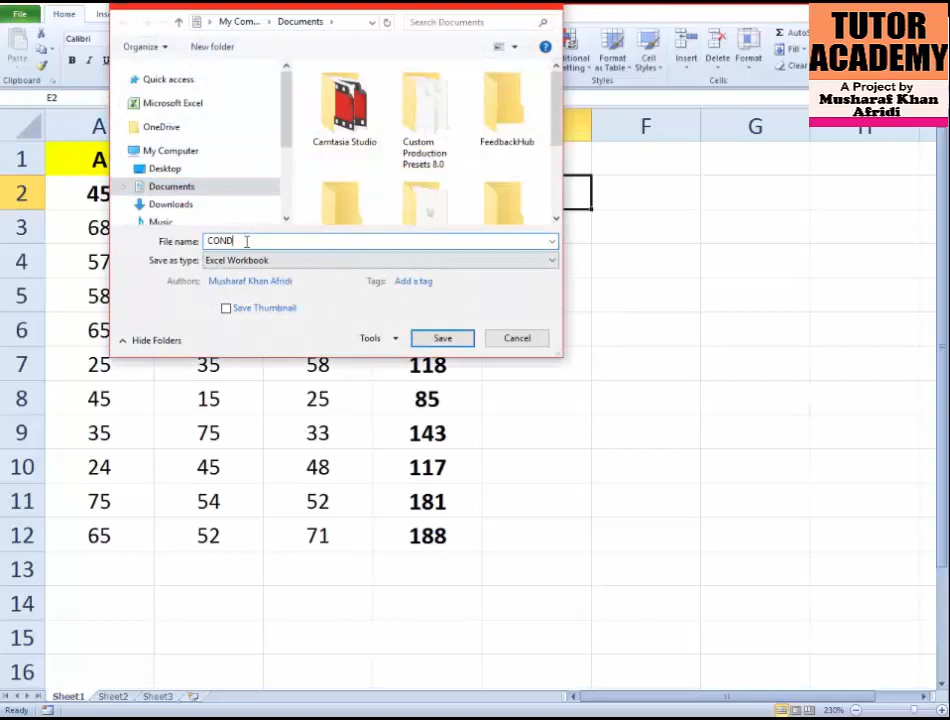 File
Home
Ins
My Com...
Documents
Search Documents
TUTOR
ACADEMY
A Project by
Musharaf Khan
Afridi
Calibri
Paste
B I U
Clipboard
Organize
New folder
as Table
Cell
Styles
Insert
Delete
Format
Styles
Cells
Fill
Clear
E2
Quick access
Microsoft Excel
OneDrive
My Computer
Desktop
Documents
Downloads
Music
Camtasia Studio
Custom
Production
Presets 8.0
FeedbackHub
File name: COND
Save as type: Excel Workbook
Authors: Musharaf Khan Afridi
Tags: Add a tag
Save Thumbnail
Hide Folders
Tools
Save
Cancel
A F G H
1 A
2 45
3 68
4 57
5 58
6 65
7 25 35 58 118
8 45 15 25 85
9 35 75 33 143
10 24 45 48 117
11 75 54 52 181
12 65 52 71 188
13
14
15
16
Sheet1 Sheet2 Sheet3
Ready
230%